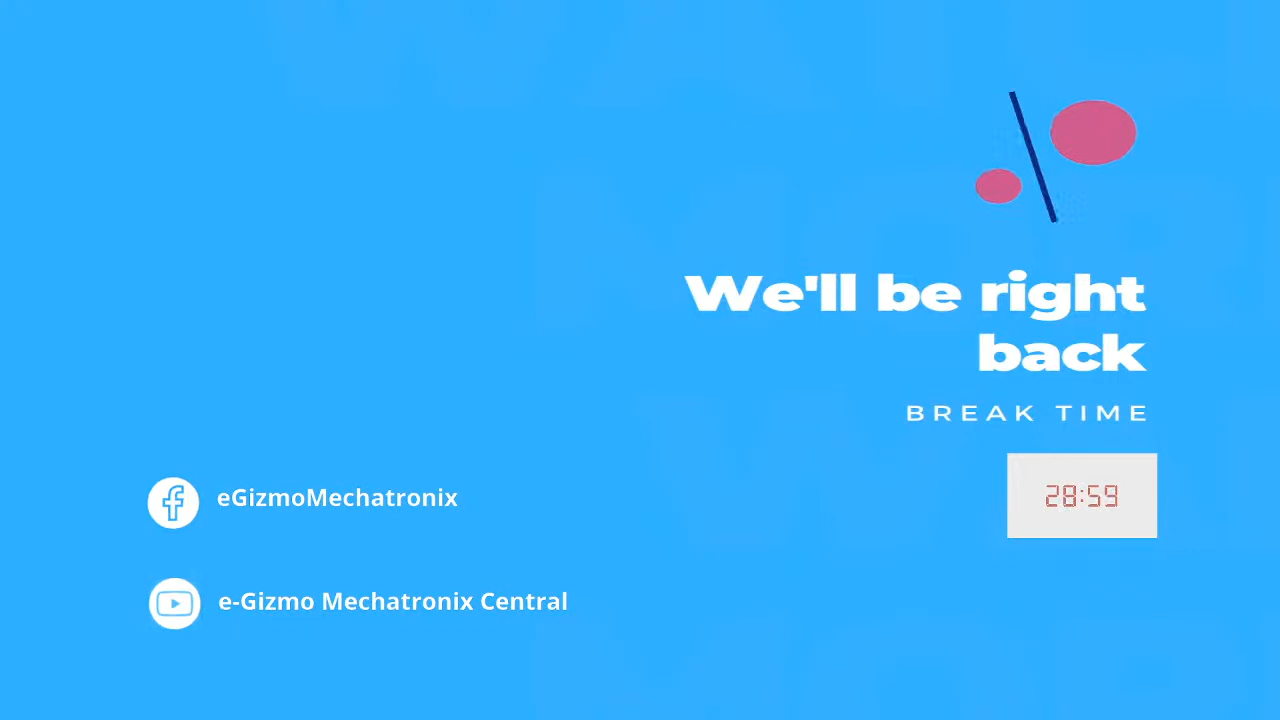 We'll be right
back
BREAK TIME
28:59
eGizmoMechatronix
e-Gizmo Mechatronix Central